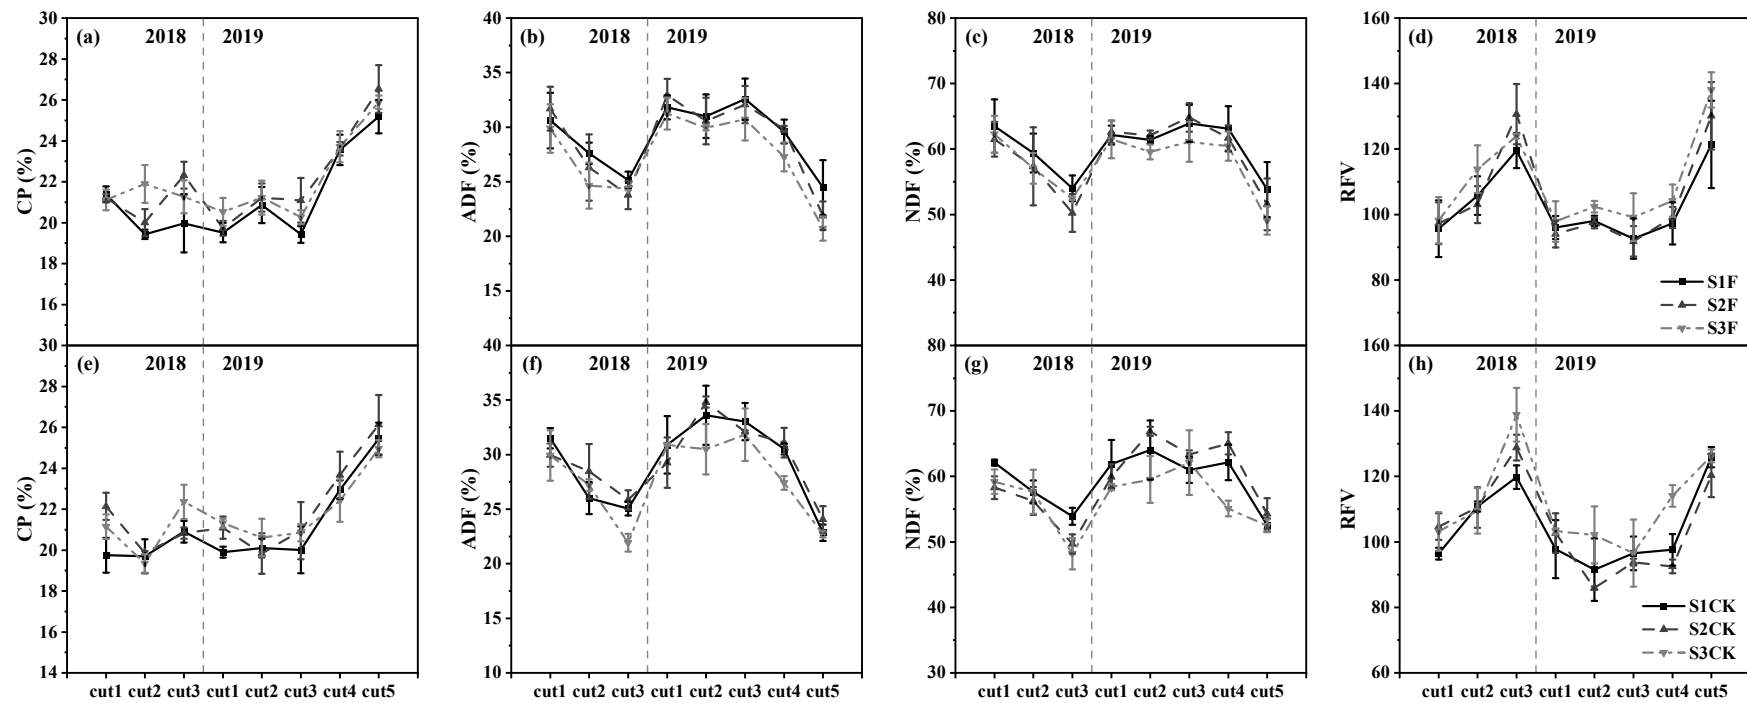 (a) 2018 2019
CP (%)
30
28
26
24
22
20
18
16
30
(b) 2018 2019
ADF (%)
40
35
30
25
20
15
40
(c) 2018 2019
NDF (%)
80
70
60
50
40
80
(d) 2018 2019
RFV
160
140
120
100
80
160
S1F
S2F
S3F
(e) 2018 2019
CP (%)
28
26
24
22
20
18
16
14
cut1 cut2 cut3 cut1 cut2 cut3 cut4 cut5
(f) 2018 2019
ADF (%)
35
30
25
20
15
10
cut1 cut2 cut3 cut1 cut2 cut3 cut4 cut5
(g) 2018 2019
NDF (%)
70
60
50
40
30
cut1 cut2 cut3 cut1 cut2 cut3 cut4 cut5
(h) 2018 2019
RFV
140
120
100
80
60
S1CK
S2CK
S3CK
cut1 cut2 cut3 cut1 cut2 cut3 cut4 cut5